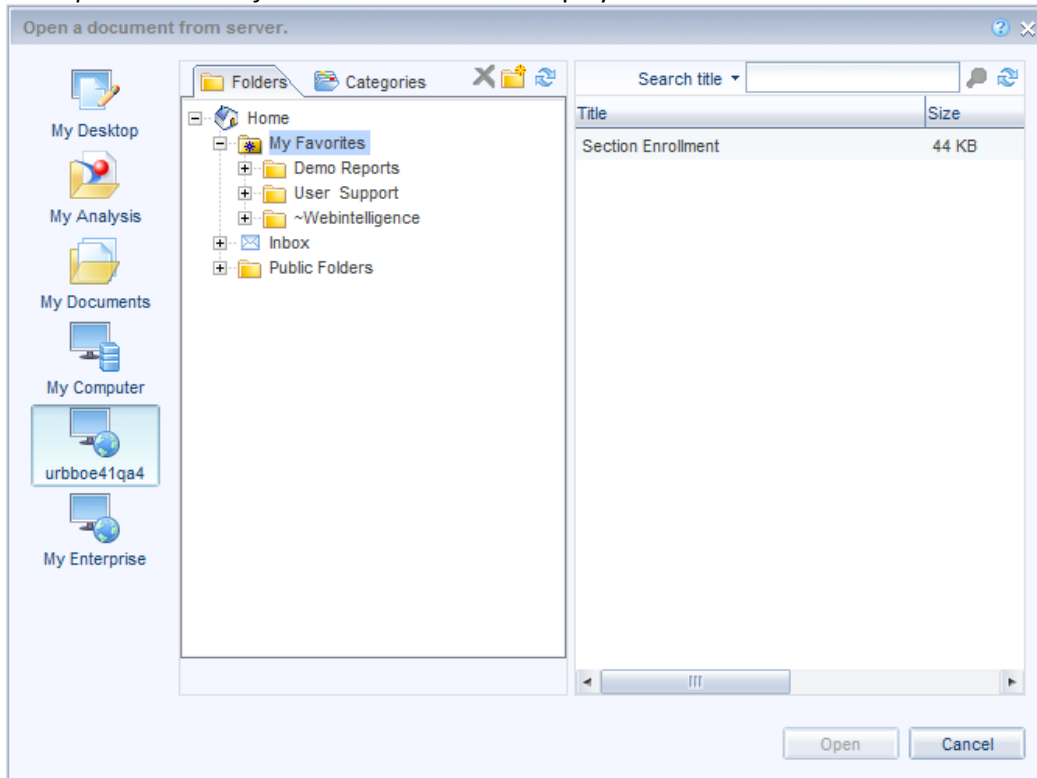 Open a document from server.
My Desktop
My Analysis
My Documents
My Computer
urbboe41qa4
My Enterprise
Folders
Categories
Home
My Favorites
Demo Reports
User Support
~Webintelligence
Inbox
Public Folders
Search title
Title Size
Section Enrollment 44 KB
Open
Cancel